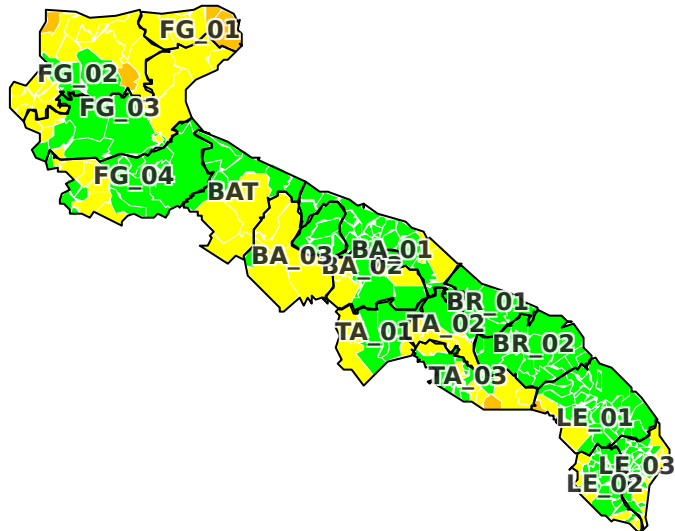 FG_01
FG_02
FG_03
FG_04
BAT
BA_01
BA_03
BA_02
BR_01
TA_02
TA_01
BR_02
TA_03
LE_01
LE_03
LE_02